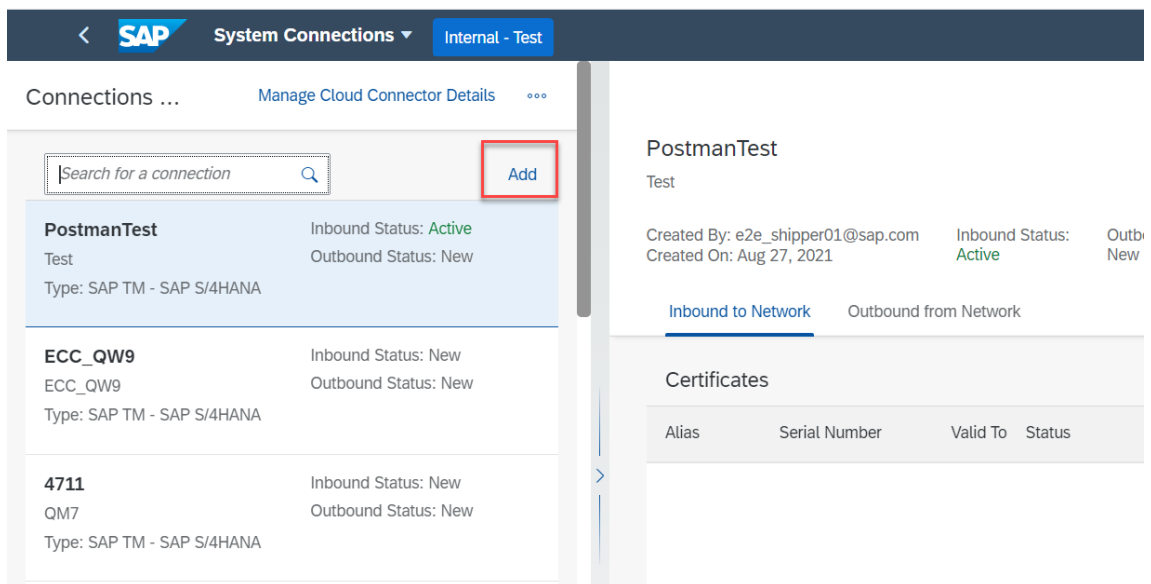 SAP System Connections Internal - Test
Connections ... Manage Cloud Connector Details
Search for a connection
Add
PostmanTest Inbound Status: Active
Test Outbound Status: New
Type: SAP TM - SAP S/4HANA
ECC_QW9 Inbound Status: New
ECC_QW9 Outbound Status: New
Type: SAP TM - SAP S/4HANA
4711 Inbound Status: New
QM7 Outbound Status: New
Type: SAP TM - SAP S/4HANA
PostmanTest
Test
Created By: e2e_shipper01@sap.com Inbound Status: Outb
Created On: Aug 27, 2021 Active New
Inbound to Network Outbound from Network
Certificates
Alias Serial Number Valid To Status